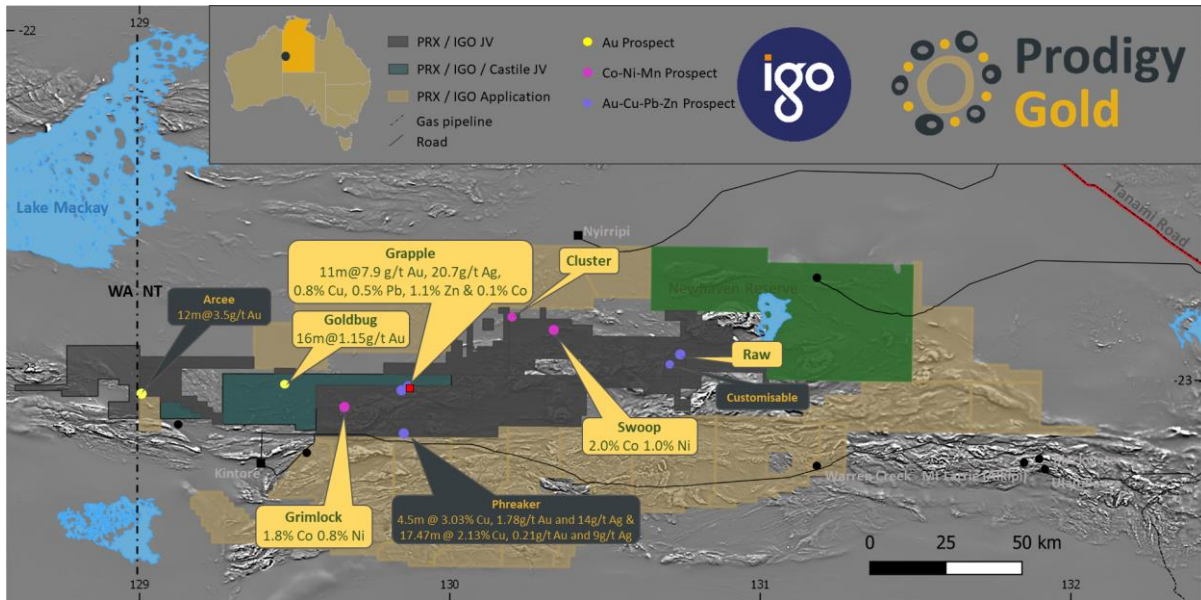 -22
129
PRX / IGO JV
PRX / IGO / Castile JV
PRX / IGO Application
Gas pipeline
Road
Au Prospect
Co-Ni-Mn Prospect
Au-Cu-Pb-Zn Prospect
igo
Prodigy
Gold
Lake Mackay
Tanami Road
Nyirripi
Grapple
11m@7.9 g/t Au, 20.7g/t Ag,
0.8% Cu, 0.5% Pb, 1.1% Zn & 0.1% Co
Cluster
WA NT
Newhaven Reserve
Arcee
12m@3.5g/t Au
Goldbug
16m@1.15g/t Au
Raw
-23
Customisable
Swoop
2.0% Co 1.0% Ni
Kintore
Warren Creek
Grimlock
1.8% Co 0.8% Ni
Phreaker
4.5m @ 3.03% Cu, 1.78g/t Au and 14g/t Ag &
17.47m @ 2.13% Cu, 0.21g/t Au and 9g/t Ag
0 25 50 km
129
130
131
132